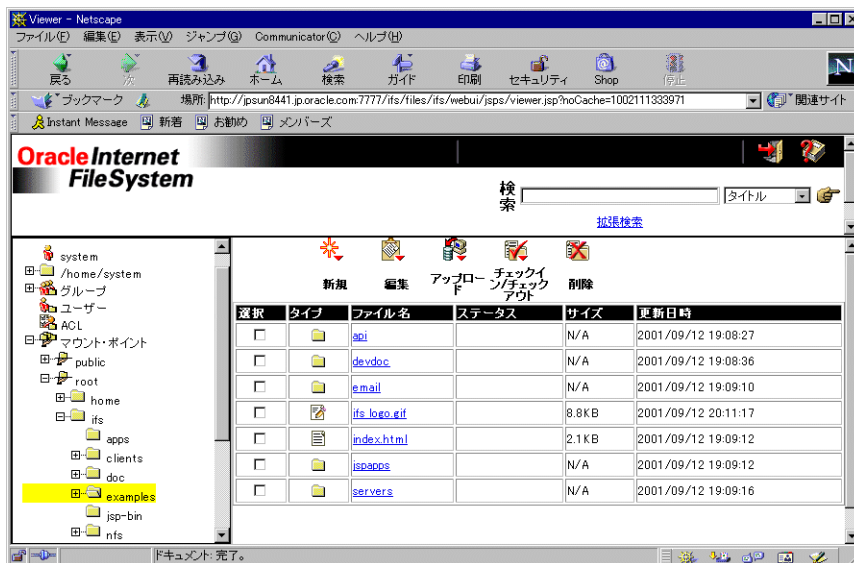 Viewer - Netscape
ファイル(F) 編集(E) 表示(V) ジャンプ(G) Communicator(C) ヘルプ(H)
戻る 次 再読み込み ホーム 検索 ガイド 印刷 セキュリティ Shop 停止
N
ブックマーク 場所: http://jpsun8441.jp.oracle.com:7777/ifs/files/ifs/webui/jsps/viewer.jsp?noCache=1002111333971 関連サイト
Instant Message 新着 お勧め メンバーズ
Oracle Internet
File System
検索 タイトル
拡張検索
system
/home/system
グループ
ユーザー
ACL
マウント・ポイント
public
root
home
ifs
apps
clients
doc
examples
jsp-bin
nfs
新規 編集 アップロード チェックイン/チェックアウト 削除
選択 タイプ ファイル名 ステータス サイズ 更新日時
api N/A 2001/09/12 19:08:27
devdoc N/A 2001/09/12 19:08:36
email N/A 2001/09/12 19:09:10
ifs logo.gif 8.8KB 2001/09/12 20:11:17
index.html 2.1KB 2001/09/12 19:09:12
jspapps N/A 2001/09/12 19:09:12
servers N/A 2001/09/12 19:09:16
ドキュメント: 完了。